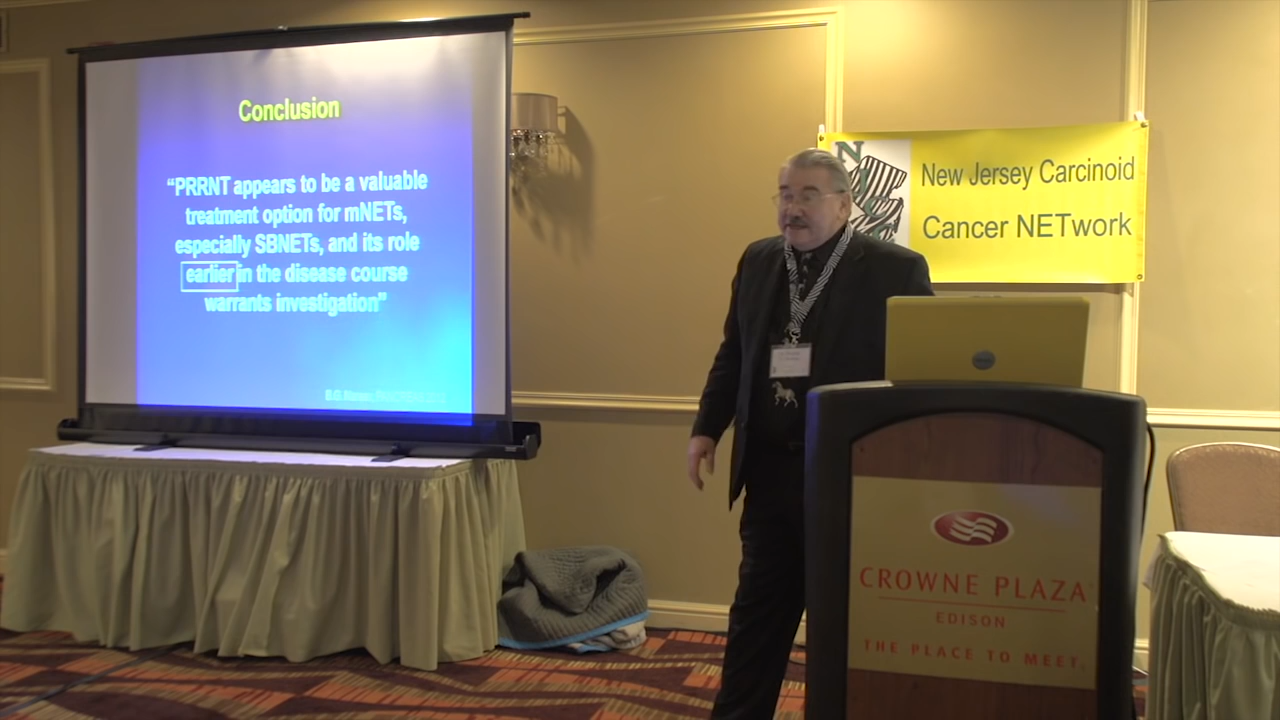 Conclusion
“PRRNT appears to be a valuable
treatment option for mNETs,
especially SBNETs, and its role
earlier in the disease course
warrants investigation”
N
J
C
New Jersey Carcinoid
Cancer NETwork
CROWNE PLAZA
EDISON
THE PLACE TO MEET.